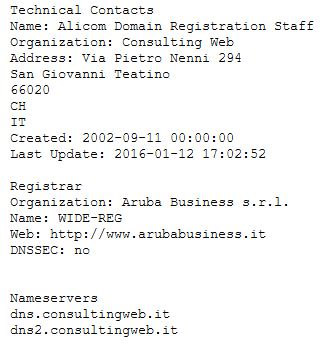 Technical Contacts
Name: Alicom Domain Registration Staff
Organization: Consulting Web
Address: Via Pietro Nenni 294
San Giovanni Teatino
66020
CH
IT
Created: 2002-09-11 00:00:00
Last Update: 2016-01-12 17:02:52
Registrar
Organization: Aruba Business s.r.l.
Name: WIDE-REG
Web: http://www.arubabusiness.it
DNSSEC: no
Nameservers
dns.consultingweb.it
dns2.consultingweb.it